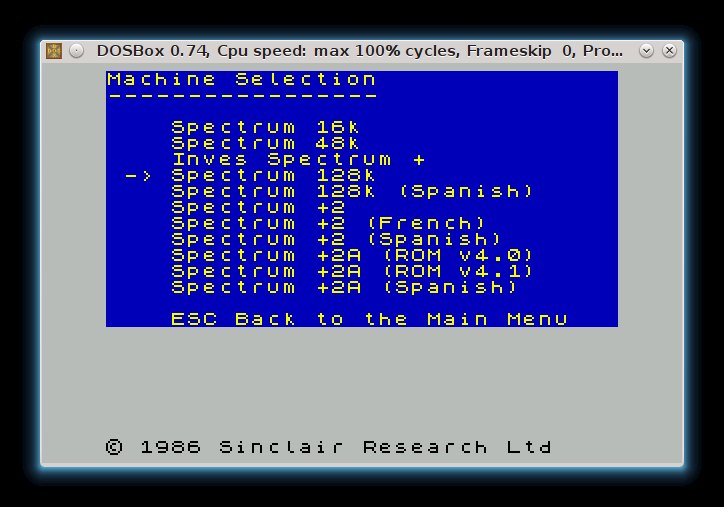 DOSBox 0.74, Cpu speed: max 100% cycles, Frameskip 0, Pro...
Machine Selection
-----------------
Spectrum 16k
Spectrum 48k
Inves Spectrum +
-> Spectrum 128k
Spectrum 128k (Spanish)
Spectrum +2
Spectrum +2 (French)
Spectrum +2 (Spanish)
Spectrum +2A (ROM v4.0)
Spectrum +2A (ROM v4.1)
Spectrum +2A (Spanish)
ESC Back to the Main Menu
© 1986 Sinclair Research Ltd